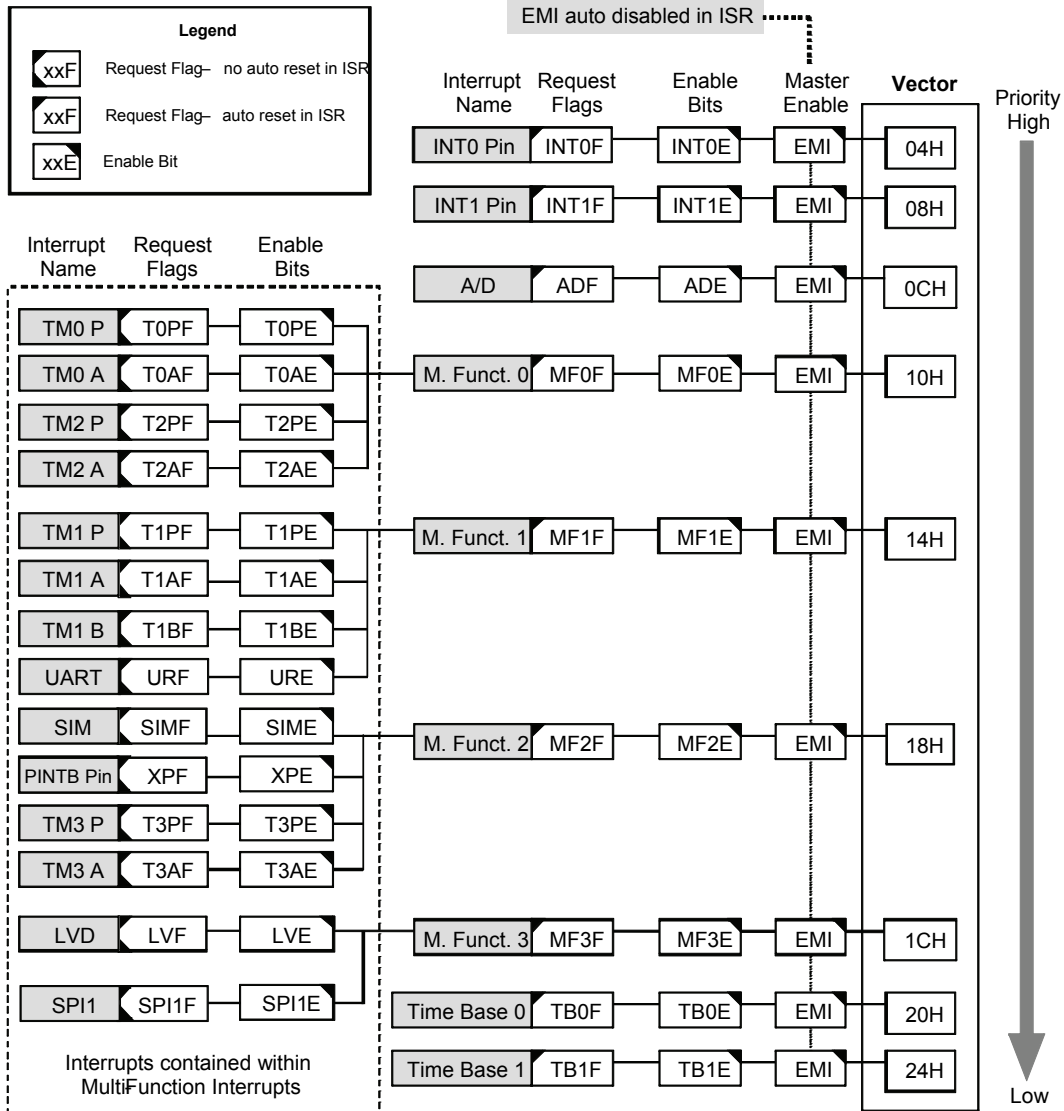 Legend
xxF Request Flag– no auto reset in ISR
xxF Request Flag– auto reset in ISR
xxE Enable Bit
EMI auto disabled in ISR
Interrupt Name Request Flags Enable Bits Master Enable Vector
Priority High
INT0 Pin INT0F INT0E EMI 04H
INT1 Pin INT1F INT1E EMI 08H
A/D ADF ADE EMI 0CH
M. Funct. 0 MF0F MF0E EMI 10H
M. Funct. 1 MF1F MF1E EMI 14H
M. Funct. 2 MF2F MF2E EMI 18H
M. Funct. 3 MF3F MF3E EMI 1CH
Time Base 0 TB0F TB0E EMI 20H
Time Base 1 TB1F TB1E EMI 24H
Low
Interrupt Name Request Flags Enable Bits
TM0 P T0PF T0PE
TM0 A T0AF T0AE
TM2 P T2PF T2PE
TM2 A T2AF T2AE
TM1 P T1PF T1PE
TM1 A T1AF T1AE
TM1 B T1BF T1BE
UART URF URE
SIM SIMF SIME
PINTB Pin XPF XPE
TM3 P T3PF T3PE
TM3 A T3AF T3AE
LVD LVF LVE
SPI1 SPI1F SPI1E
Interrupts contained within
Multi-Function Interrupts